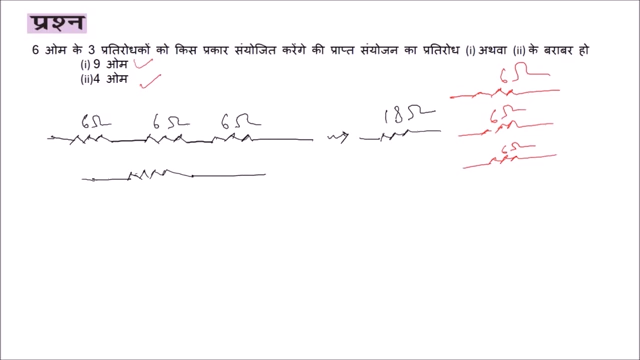 प्रश्न
6 ओम के 3 प्रतिरोधकों को किस प्रकार संयोजित करेंगे की प्राप्त संयोजन का प्रतिरोध (i) अथवा (ii) के बराबर हो
(i) 9 ओम
(ii) 4 ओम
6Ω
6Ω 6Ω 6Ω 18Ω
6Ω
6Ω